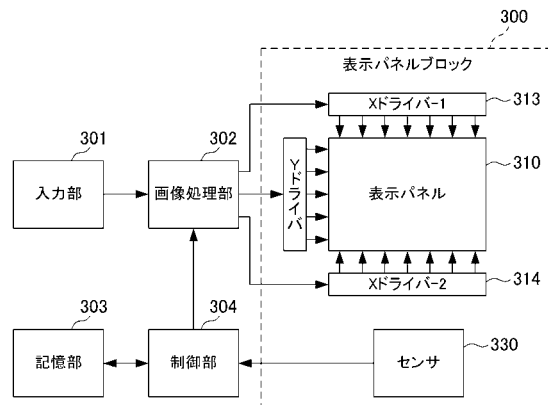 300
表示パネルブロック
Xドライバー-1
313
301
302
310
入力部
画像処理部
Yドライバ
表示パネル
Xドライバー-2
314
303
304
330
記憶部
制御部
センサ